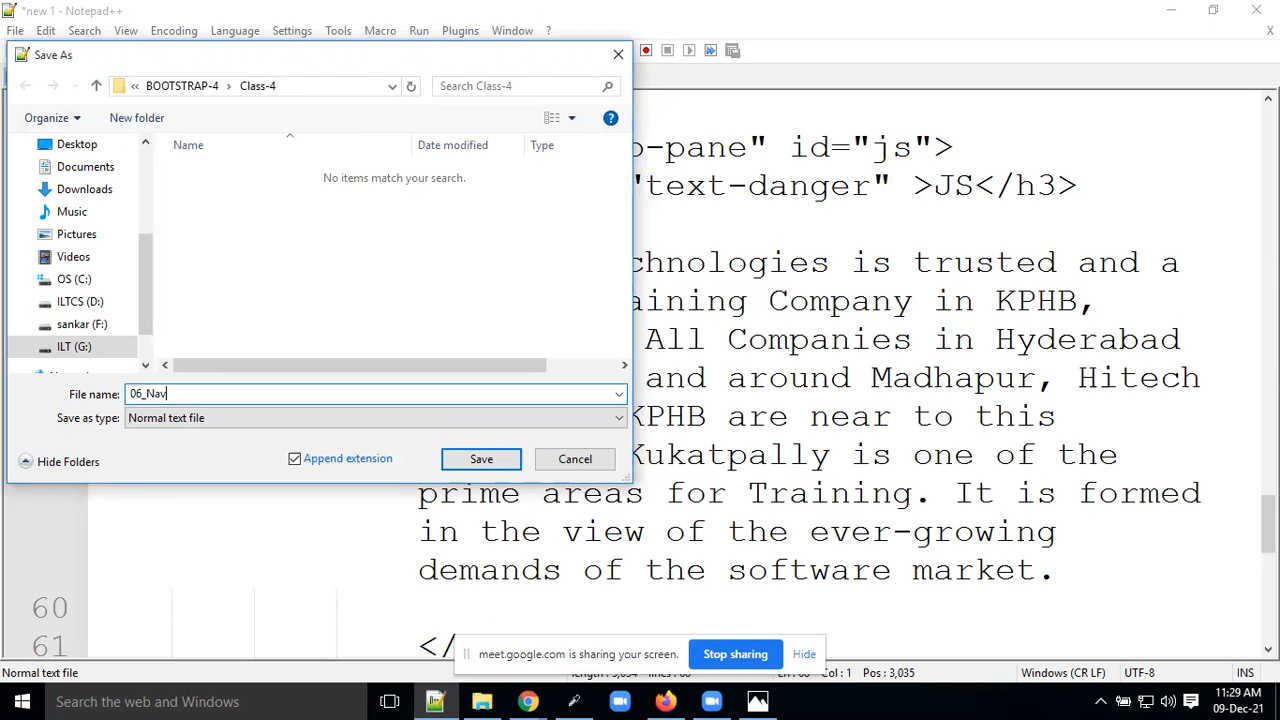 *new 1 - Notepad++
File Edit Search View Encoding Language Settings Tools Macro Run Plugins Window ?
X
Save As
« BOOTSTRAP-4 › Class-4
Search Class-4
Organize
New folder
Name Date modified Type
No items match your search.
Desktop
Documents
Downloads
Music
Pictures
Videos
OS (C:)
ILTCS (D:)
sankar (F:)
ILT (G:)
File name: 06_Nav
Save as type: Normal text file
Hide Folders
Append extension
Save
Cancel
-pane" id="js">
"text-danger" >JS</h3>
chnologies is trusted and a
aining Company in KPHB,
All Companies in Hyderabad
and around Madhapur, Hitech
KPHB are near to this
Kukatpally is one of the
prime areas for Training. It is formed
in the view of the ever-growing
demands of the software market.
60
61 </
meet.google.com is sharing your screen. Stop sharing Hide
Normal text file
Col : 1 Pos : 3,035 Windows (CR LF) UTF-8 INS
Search the web and Windows
11:29 AM
09-Dec-21